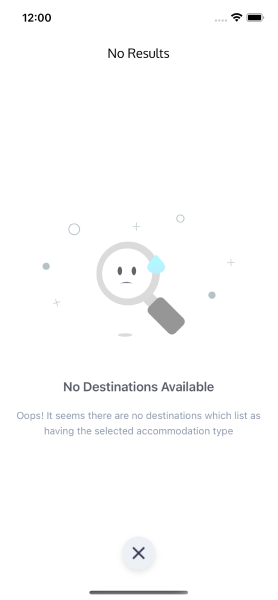 12:00
No Results
No Destinations Available
Oops! It seems there are no destinations which list as
having the selected accommodation type